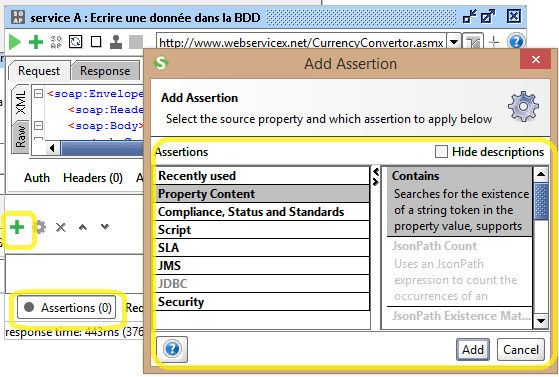 service A : Ecrire une donnée dans la BDD
http://www.webservicex.net/CurrencyConvertor.asmx
Request
Response
XML
Raw
<soap:Envelope
<soap:Heade
<soap:Body>
Auth
Headers (0)
A
Assertions (0)
Req
response time: 443ms (376
Add Assertion
Add Assertion
Select the source property and which assertion to apply below
Assertions
Hide descriptions
Recently used
Property Content
Compliance, Status and Standards
Script
SLA
JMS
JDBC
Security
Contains
Searches for the existence
of a string token in the
property value, supports
JsonPath Count
Uses an JsonPath
expression to count the
occurrences of an
JsonPath Existence Mat...
Add
Cancel